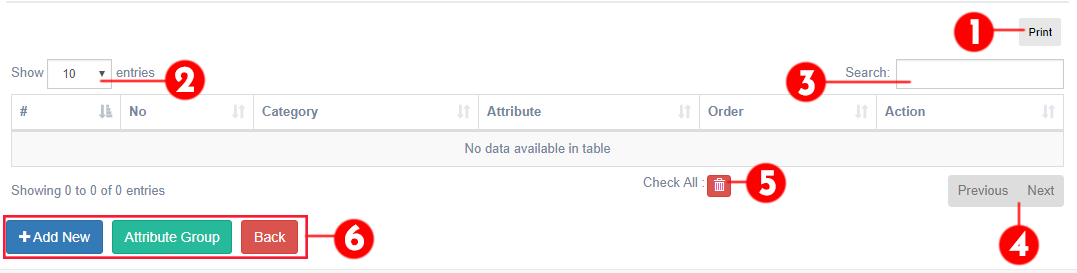 1 Print
Show 10 entries 2 Search: 3
# No Category Attribute Order Action
No data available in table
Showing 0 to 0 of 0 entries Check All : 5 Previous Next
4
+ Add New Attribute Group Back 6